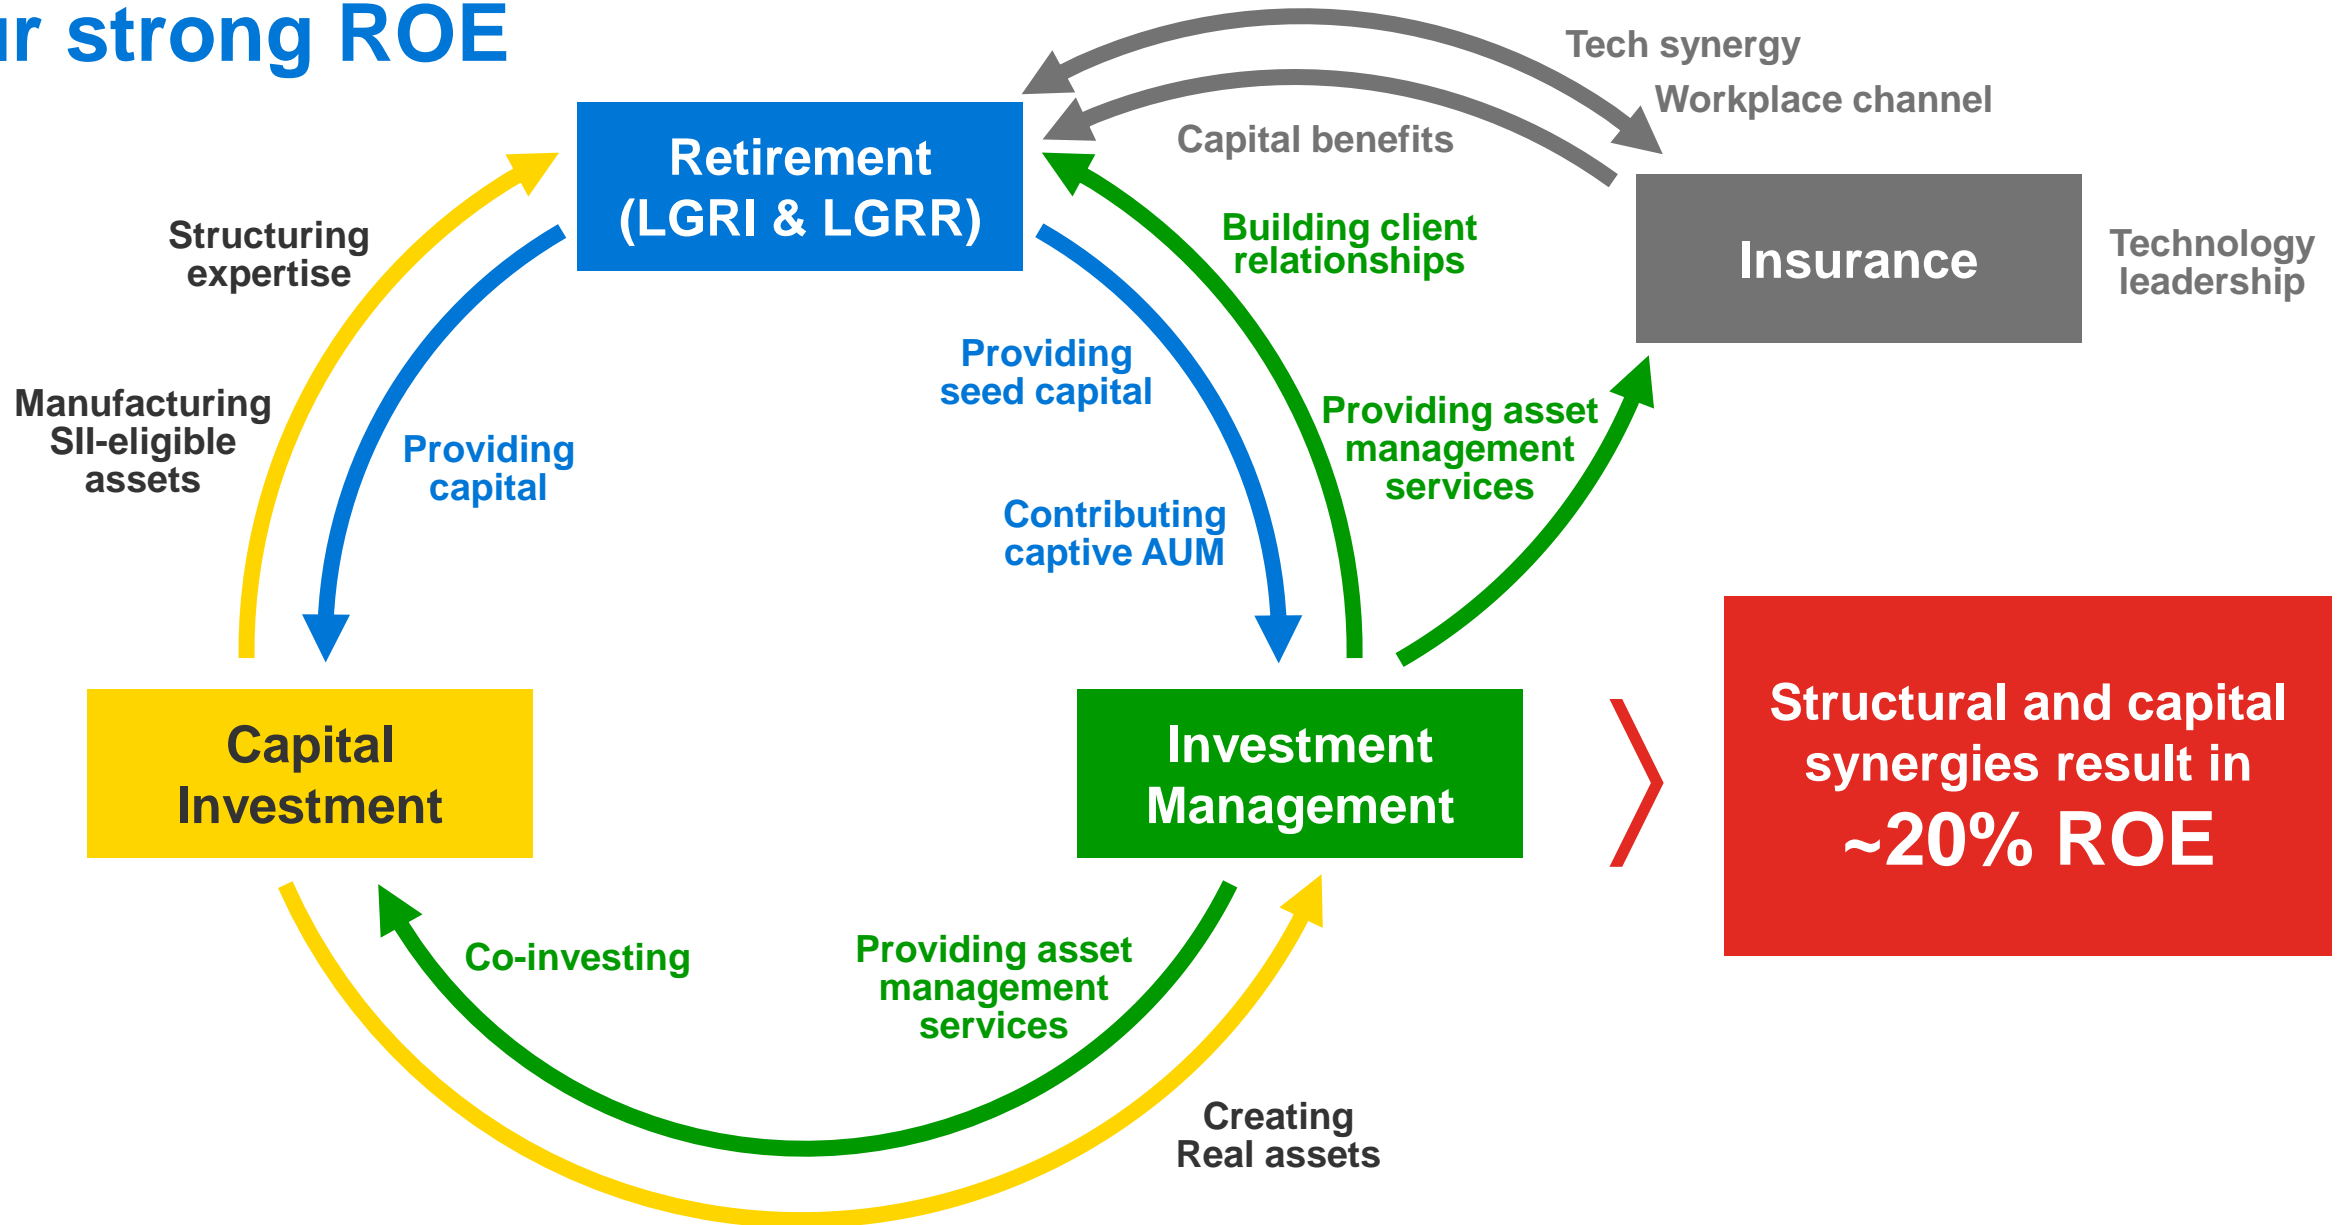 r strong ROE
Tech synergy
Workplace channel
Capital benefits
Retirement
(LGRI & LGRR)
Structuring
expertise
Building client
relationships
Insurance
Technology
leadership
Providing
seed capital
Manufacturing
SII-eligible
assets
Providing
capital
Providing asset
management
services
Contributing
captive AUM
Capital
Investment
Investment
Management
Structural and capital
synergies result in
~20% ROE
Co-investing
Providing asset
management
services
Creating
Real assets